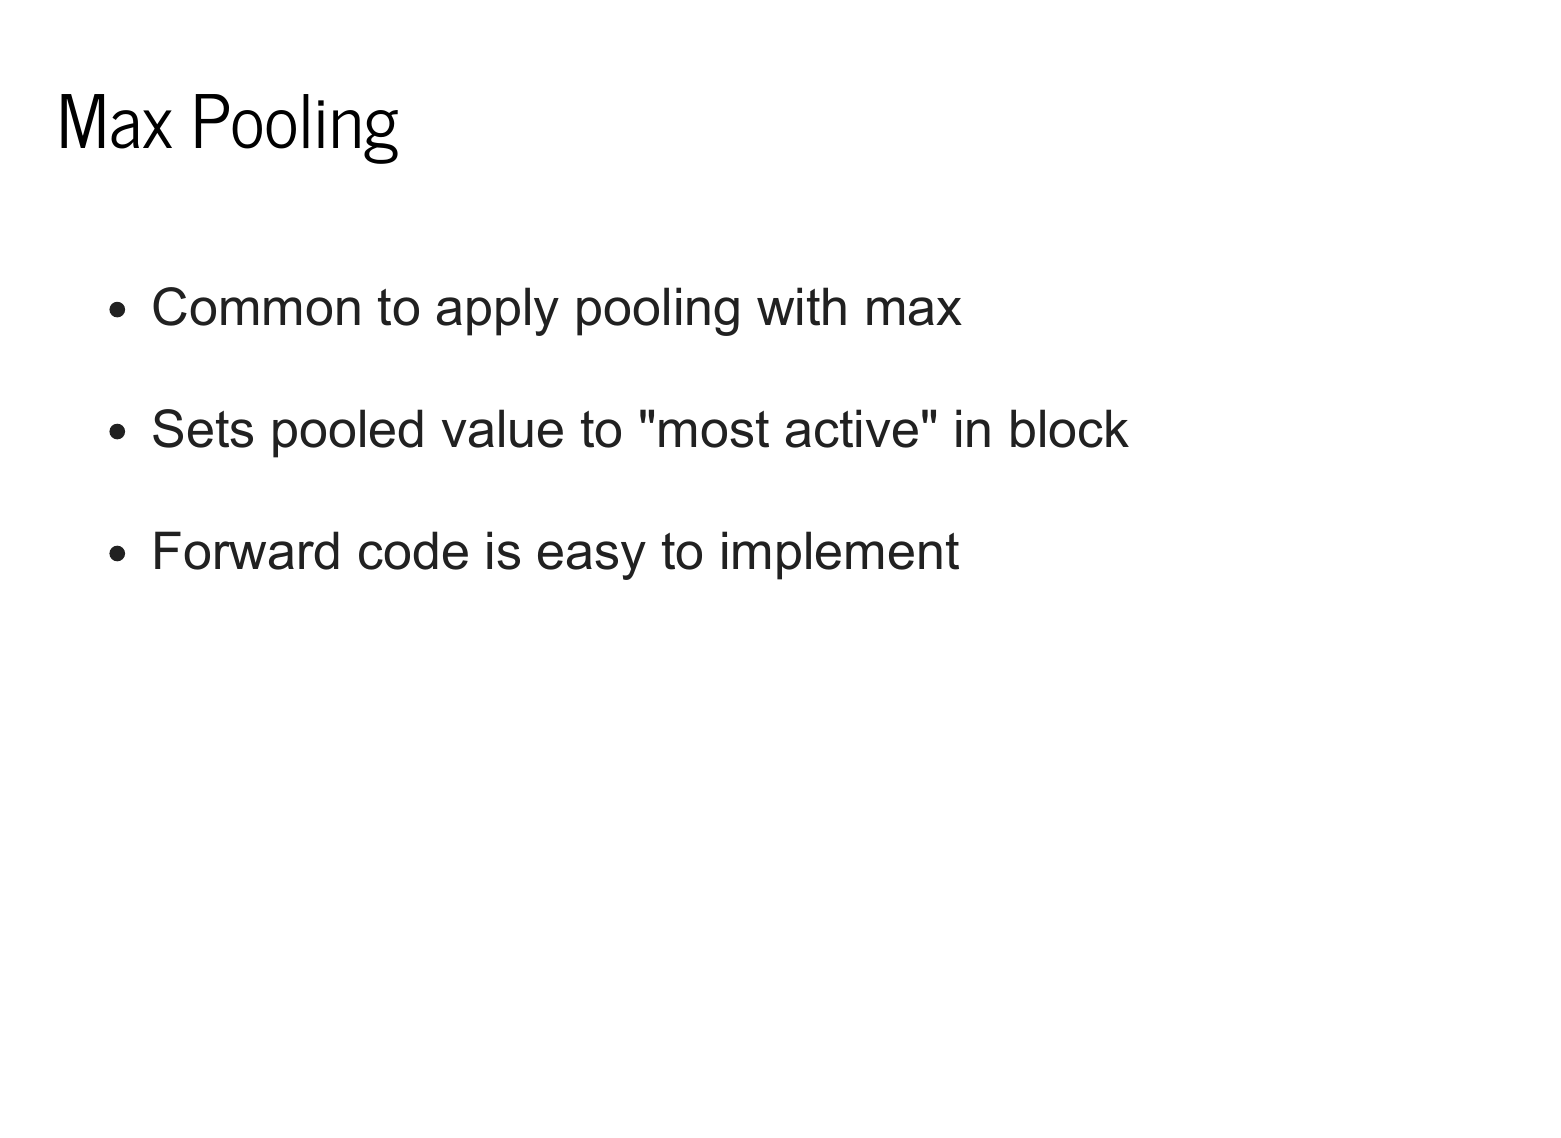 Max Pooling
• Common to apply pooling with max
• Sets pooled value to "most active" in block
• Forward code is easy to implement